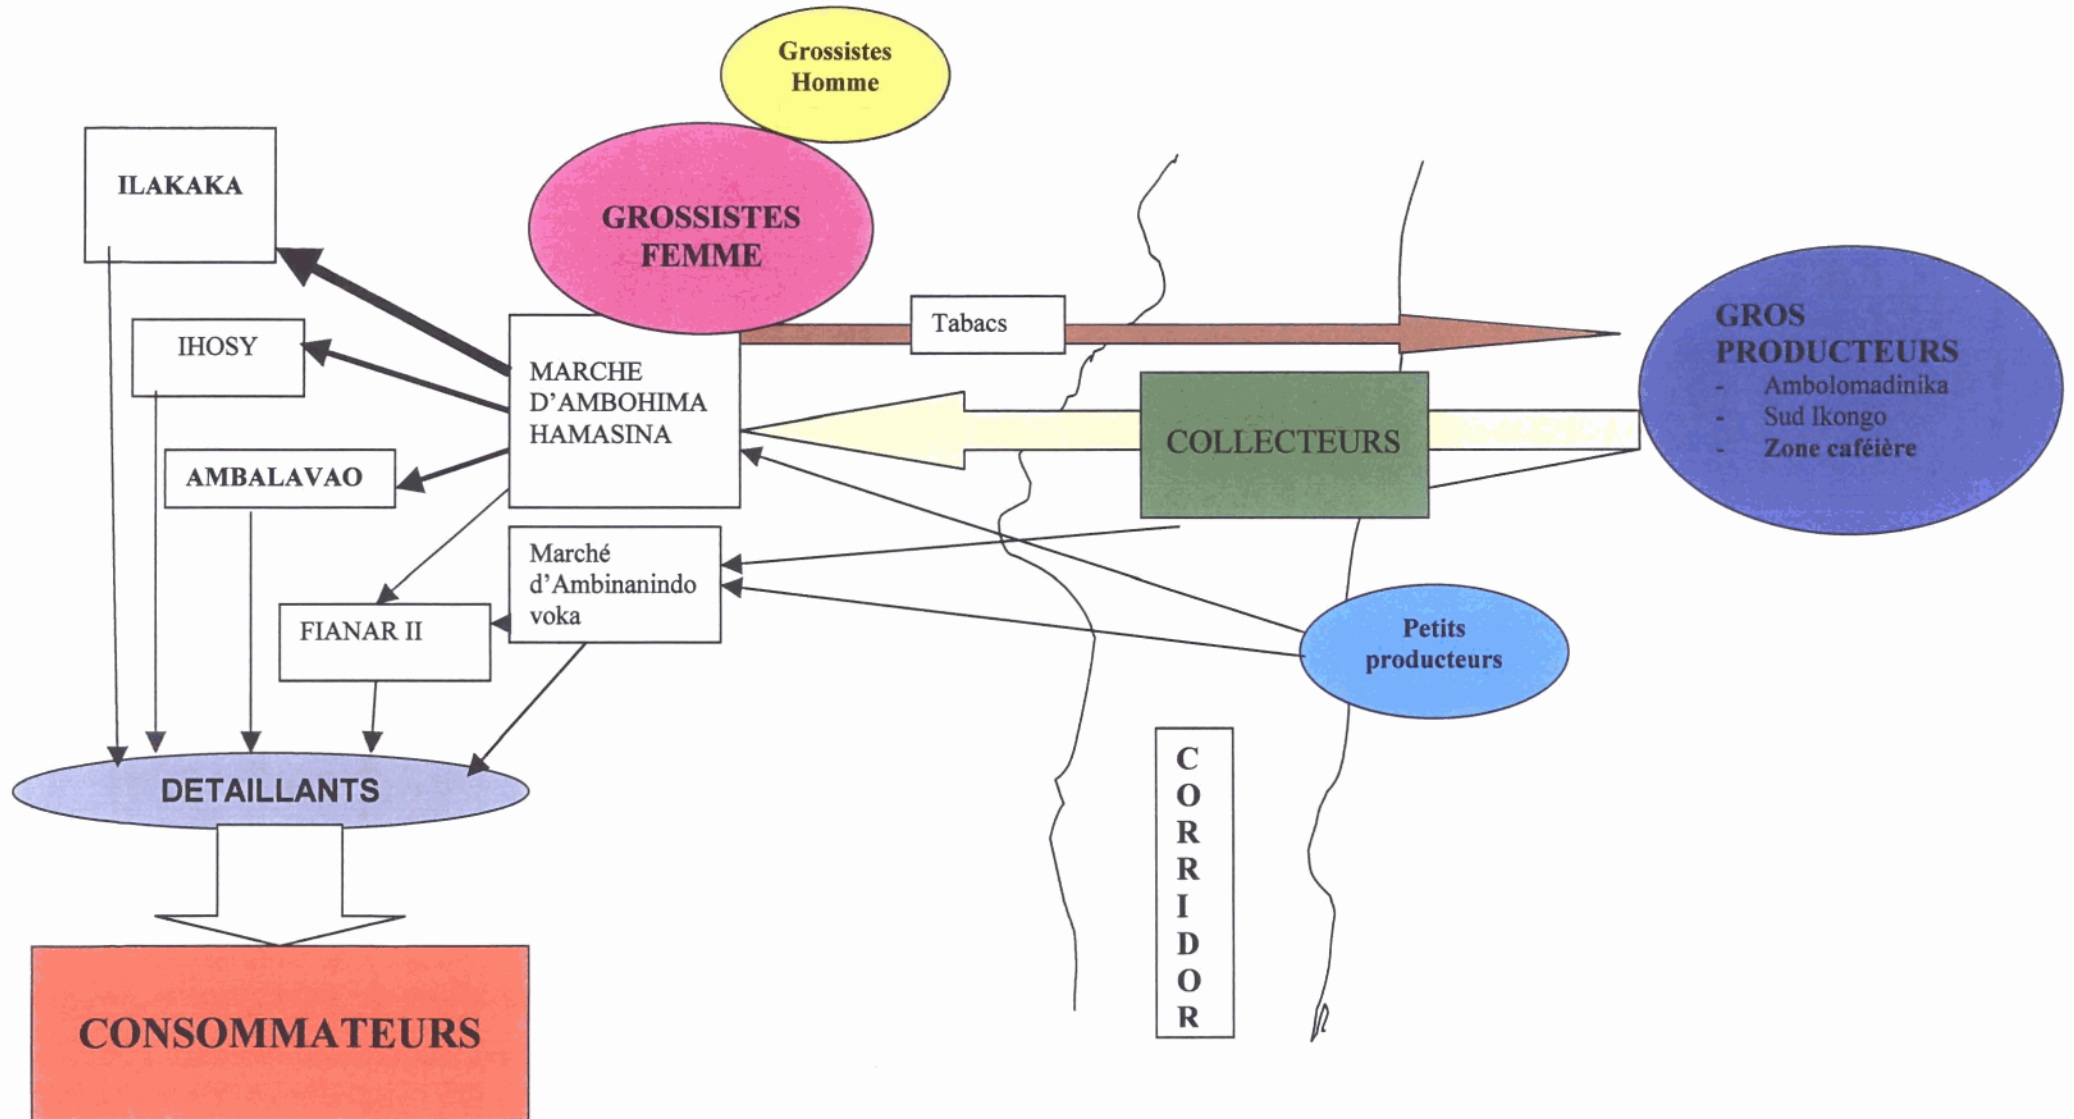 Grossistes
Homme
GROSSISTES
FEMME
ILAKAKA
IHOSY
AMBALAVAO
FIANAR II
MARCHE
D'AMBOHIMA
HAMASINA
Marché
d'Ambinanindo
voka
Tabacs
COLLECTEURS
GROS
PRODUCTEURS
- Ambolomadinika
- Sud Ikongo
- Zone caféière
Petits
producteurs
C
O
R
R
I
D
O
R
DETAILLANTS
CONSOMMATEURS